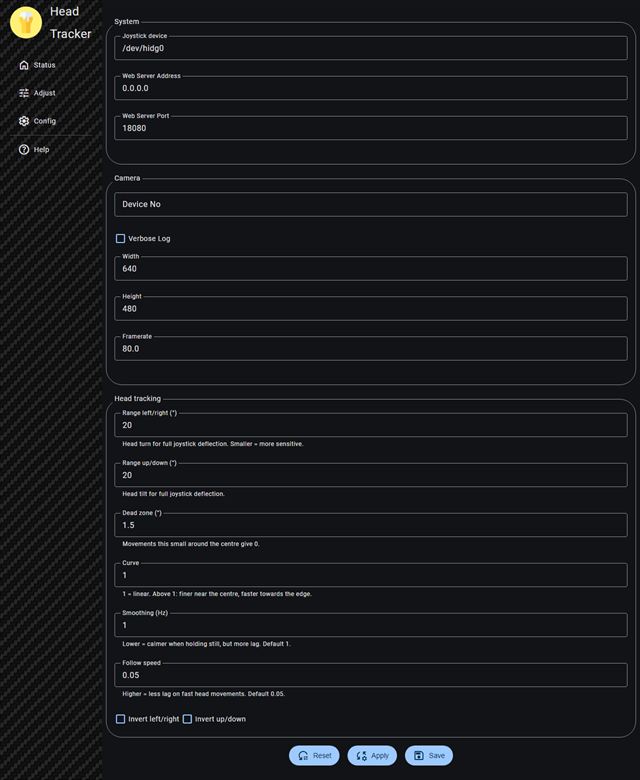 Head
Tracker
Status
Adjust
Config
Help
System
Joystick device
/dev/hidg0
Web Server Address
0.0.0.0
Web Server Port
18080
Camera
Device No
Verbose Log
Width
640
Height
480
Framerate
80.0
Head tracking
Range left/right (°)
20
Head turn for full joystick deflection. Smaller = more sensitive.
Range up/down (°)
20
Head tilt for full joystick deflection.
Dead zone (°)
1.5
Movements this small around the centre give 0.
Curve
1
1 = linear. Above 1: finer near the centre, faster towards the edge.
Smoothing (Hz)
1
Lower = calmer when holding still, but more lag. Default 1.
Follow speed
0.05
Higher = less lag on fast head movements. Default 0.05.
Invert left/right Invert up/down
Reset Apply Save